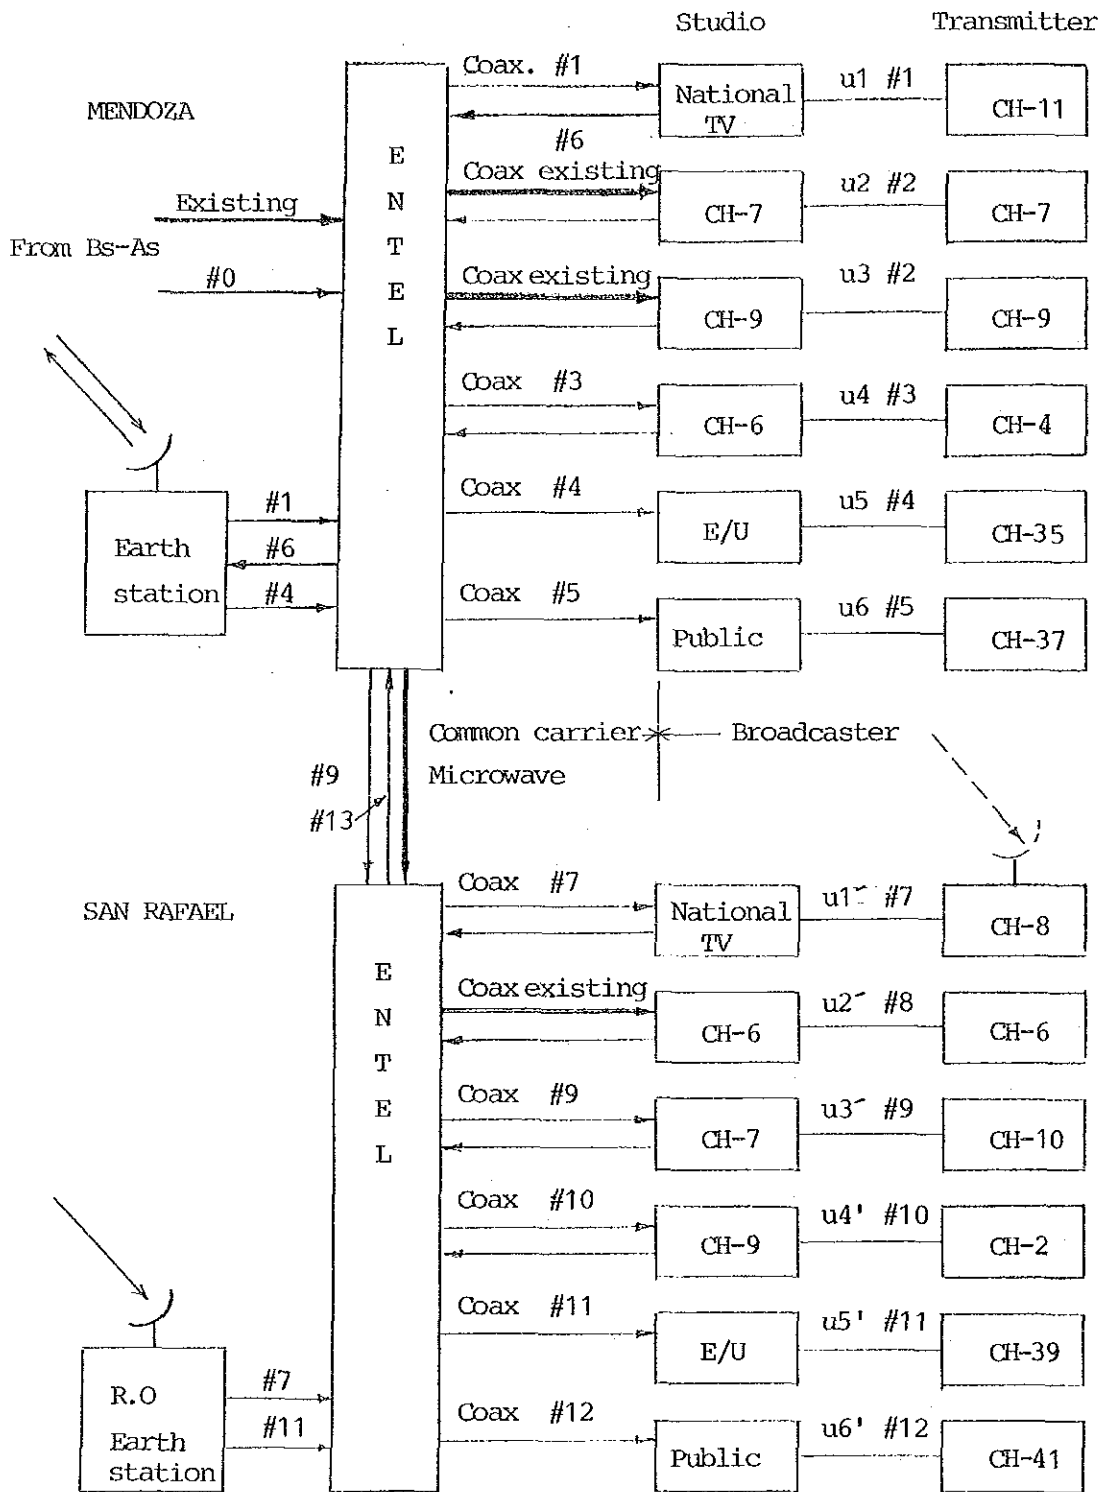 Studio Transmitter
MENDOZA
From Bs-As
Existing
#0
Earth
station
#1
#6
#4
E
N
T
E
L
Coax. #1
#6
National
TV
u1 #1
CH-11
Coax existing
CH-7
u2 #2
CH-7
Coax existing
CH-9
u3 #2
CH-9
Coax #3
CH-6
u4 #3
CH-4
Coax #4
E/U
u5 #4
CH-35
Coax #5
Public
u6 #5
CH-37
Common carrier
Microwave
Broadcaster
#9
#13
SAN RAFAEL
R.O
Earth
station
#7
#11
E
N
T
E
L
Coax #7
National
TV
u1´ #7
CH-8
Coax existing
CH-6
u2´ #8
CH-6
Coax #9
CH-7
u3´ #9
CH-10
Coax #10
CH-9
u4' #10
CH-2
Coax #11
E/U
u5' #11
CH-39
Coax #12
Public
u6' #12
CH-41